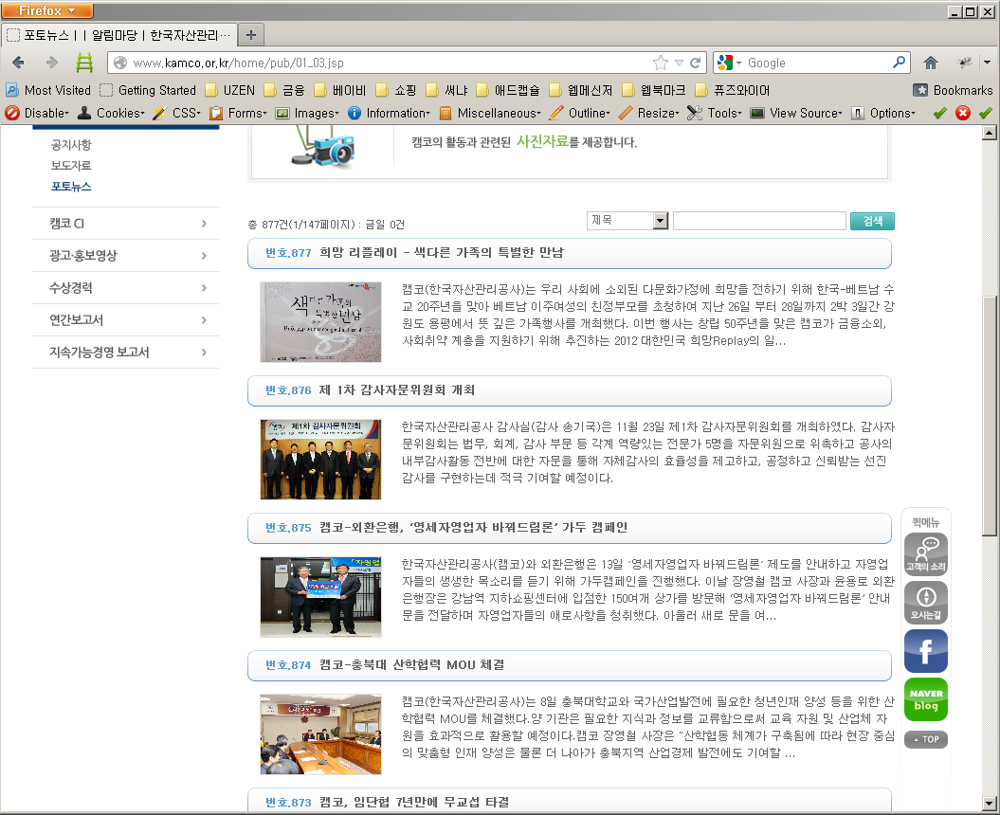 Firefox
포토뉴스 | | 알림마당 | 한국자산관리...
www.kamco.or.kr/home/pub/01_03.jsp
Google
Most Visited
Getting Started
UZEN
금융
베이비
쇼핑
써냐
애드캡슐
웹메신저
웹북마크
퓨즈와이어
Bookmarks
Disable
Cookies
CSS
Forms
Images
Information
Miscellaneous
Outline
Resize
Tools
View Source
Options
공지사항
보도자료
포토뉴스
캠코 CI
광고·홍보영상
수상경력
연간보고서
지속가능경영 보고서
캠코의 활동과 관련된 사진자료를 제공합니다.
총 877건(1/147페이지) : 금일 0건
제목
검색
번호.877 희망 리플레이 - 색다른 가족의 특별한 만남
색다른 가족의
특별한 만남
캠코(한국자산관리공사)는 우리 사회에 소외된 다문화가정에 희망을 전하기 위해 한국-베트남 수
교 20주년을 맞아 베트남 이주여성의 친정부모를 초청하여 지난 26일 부터 28일까지 2박 3일간 강
원도 용평에서 뜻 깊은 가족행사를 개최했다. 이번 행사는 창립 50주년을 맞은 캠코가 금융소외,
사회취약 계층을 지원하기 위해 추진하는 2012 대한민국 희망Replay의 일...
번호.876 제 1차 감사자문위원회 개최
제1차 감사자문위원회
한국자산관리공사 감사실(감사 송기국)은 11월 23일 제1차 감사자문위원회를 개최하였다. 감사자
문위원회는 법무, 회계, 감사 부문 등 각계 역량있는 전문가 5명을 자문위원으로 위촉하고 공사의
내부감사활동 전반에 대한 자문을 통해 자체감사의 효율성을 제고하고, 공정하고 신뢰받는 선진
감사를 구현하는데 적극 기여할 예정이다.
번호.875 캠코-외환은행, ‘영세자영업자 바꿔드림론’ 가두 캠페인
한국자산관리공사(캠코)와 외환은행은 13일 ‘영세자영업자 바꿔드림론’ 제도를 안내하고 자영업
자들의 생생한 목소리를 듣기 위해 가두캠페인을 진행했다. 이날 장영철 캠코 사장과 윤용로 외환
은행장은 강남역 지하쇼핑센터에 입점한 150여개 상가를 방문해 ‘영세자영업자 바꿔드림론’ 안내
문을 전달하며 자영업자들의 애로사항을 청취했다. 아울러 새로 문을 여...
번호.874 캠코-충북대 산학협력 MOU 체결
캠코(한국자산관리공사)는 8일 충북대학교와 국가산업발전에 필요한 청년인재 양성 등을 위한 산
학협력 MOU를 체결했다.양 기관은 필요한 지식과 정보를 교류함으로써 교육 자원 및 산업체 자
원을 효과적으로 활용할 예정이다.캠코 장영철 사장은 "산학협동 체계가 구축됨에 따라 현장 중심
의 맞춤형 인재 양성은 물론 더 나아가 충북지역 산업경제 발전에도 기여할 ...
번호.873 캠코, 임단협 7년만에 무교섭 타결
퀵메뉴
고객의 소리
오시는길
f
NAVER
blog
TOP